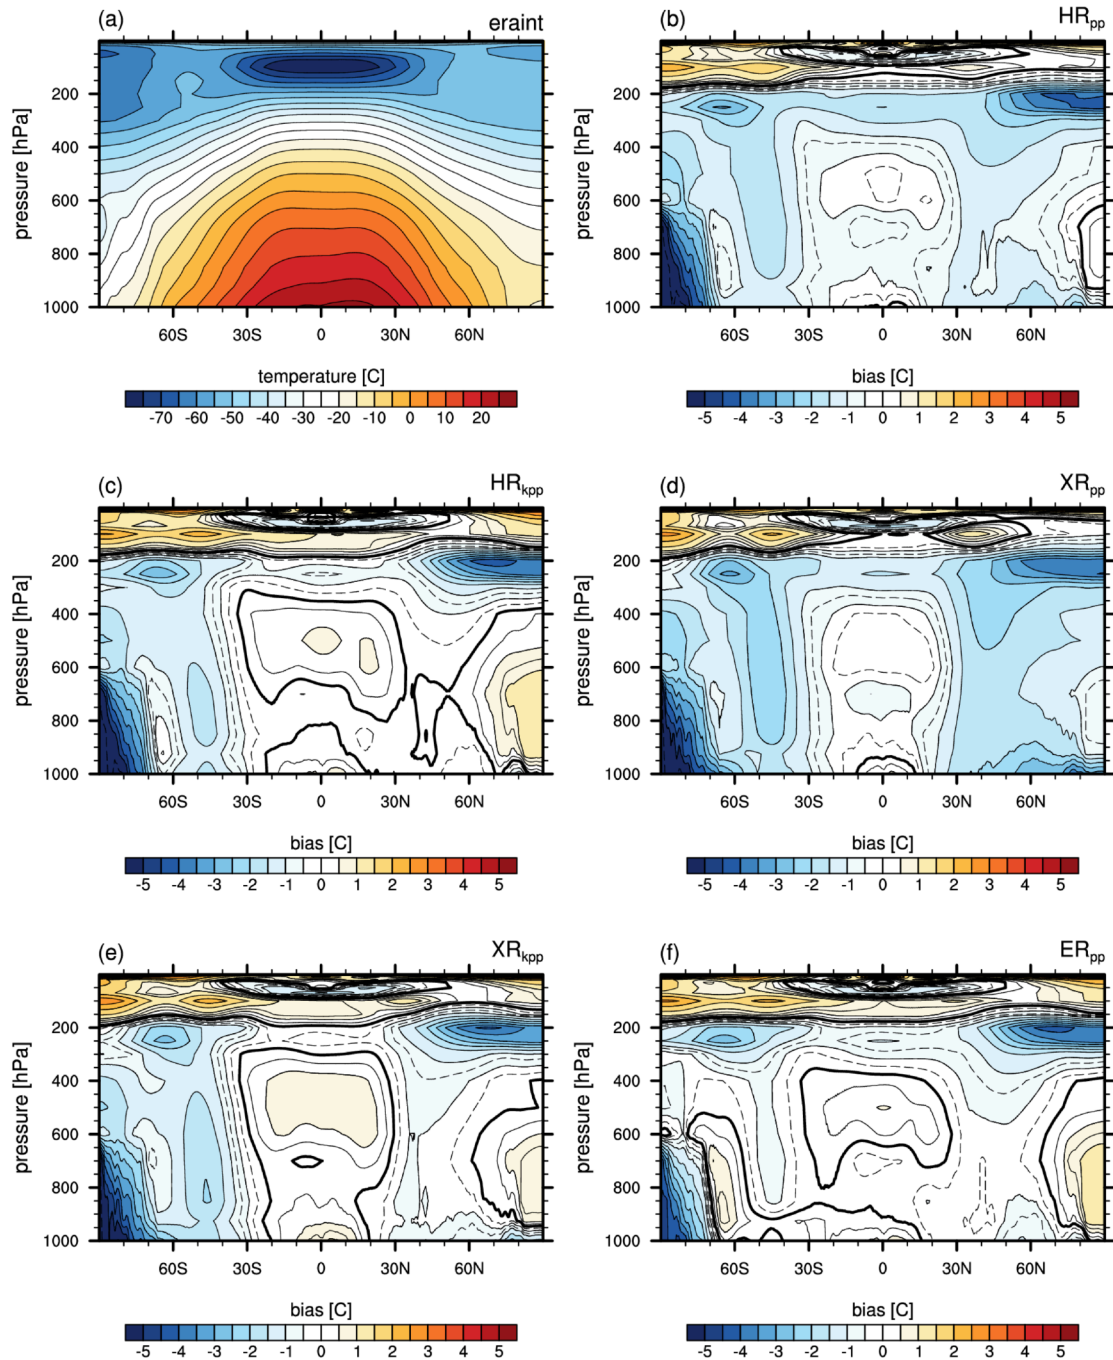 (a) eraint
pressure [hPa]
200
400
600
800
1000
60S 30S 0 30N 60N
temperature [C]
-70 -60 -50 -40 -30 -20 -10 0 10 20
(b) HRpp
pressure [hPa]
200
400
600
800
1000
60S 30S 0 30N 60N
bias [C]
-5 -4 -3 -2 -1 0 1 2 3 4 5
(c) HRkpp
pressure [hPa]
200
400
600
800
1000
60S 30S 0 30N 60N
bias [C]
-5 -4 -3 -2 -1 0 1 2 3 4 5
(d) XRpp
pressure [hPa]
200
400
600
800
1000
60S 30S 0 30N 60N
bias [C]
-5 -4 -3 -2 -1 0 1 2 3 4 5
(e) XRkpp
pressure [hPa]
200
400
600
800
1000
60S 30S 0 30N 60N
bias [C]
-5 -4 -3 -2 -1 0 1 2 3 4 5
(f) ERpp
pressure [hPa]
200
400
600
800
1000
60S 30S 0 30N 60N
bias [C]
-5 -4 -3 -2 -1 0 1 2 3 4 5